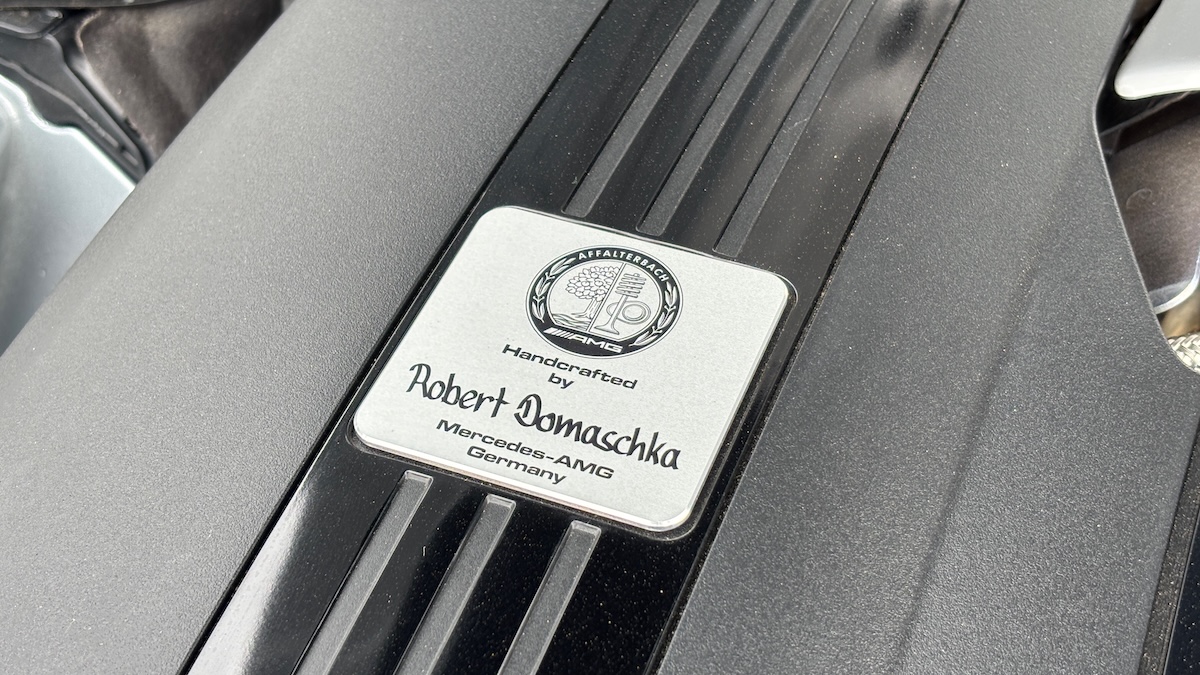 AFFALTERBACH
AMG
Handcrafted
by
Robert Domaschka
Mercedes-AMG
Germany